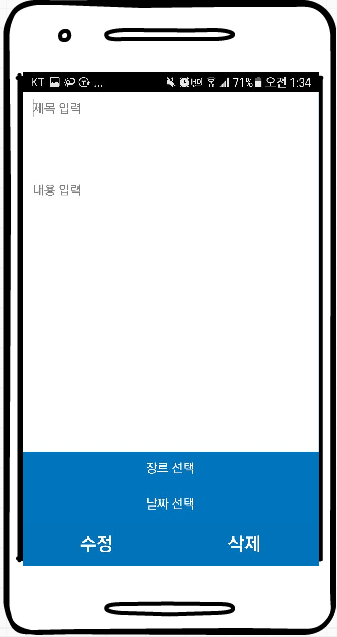 KT ... 71% 오전 1:34
제목 입력
내용 입력
장르 선택
날짜 선택
수정 삭제